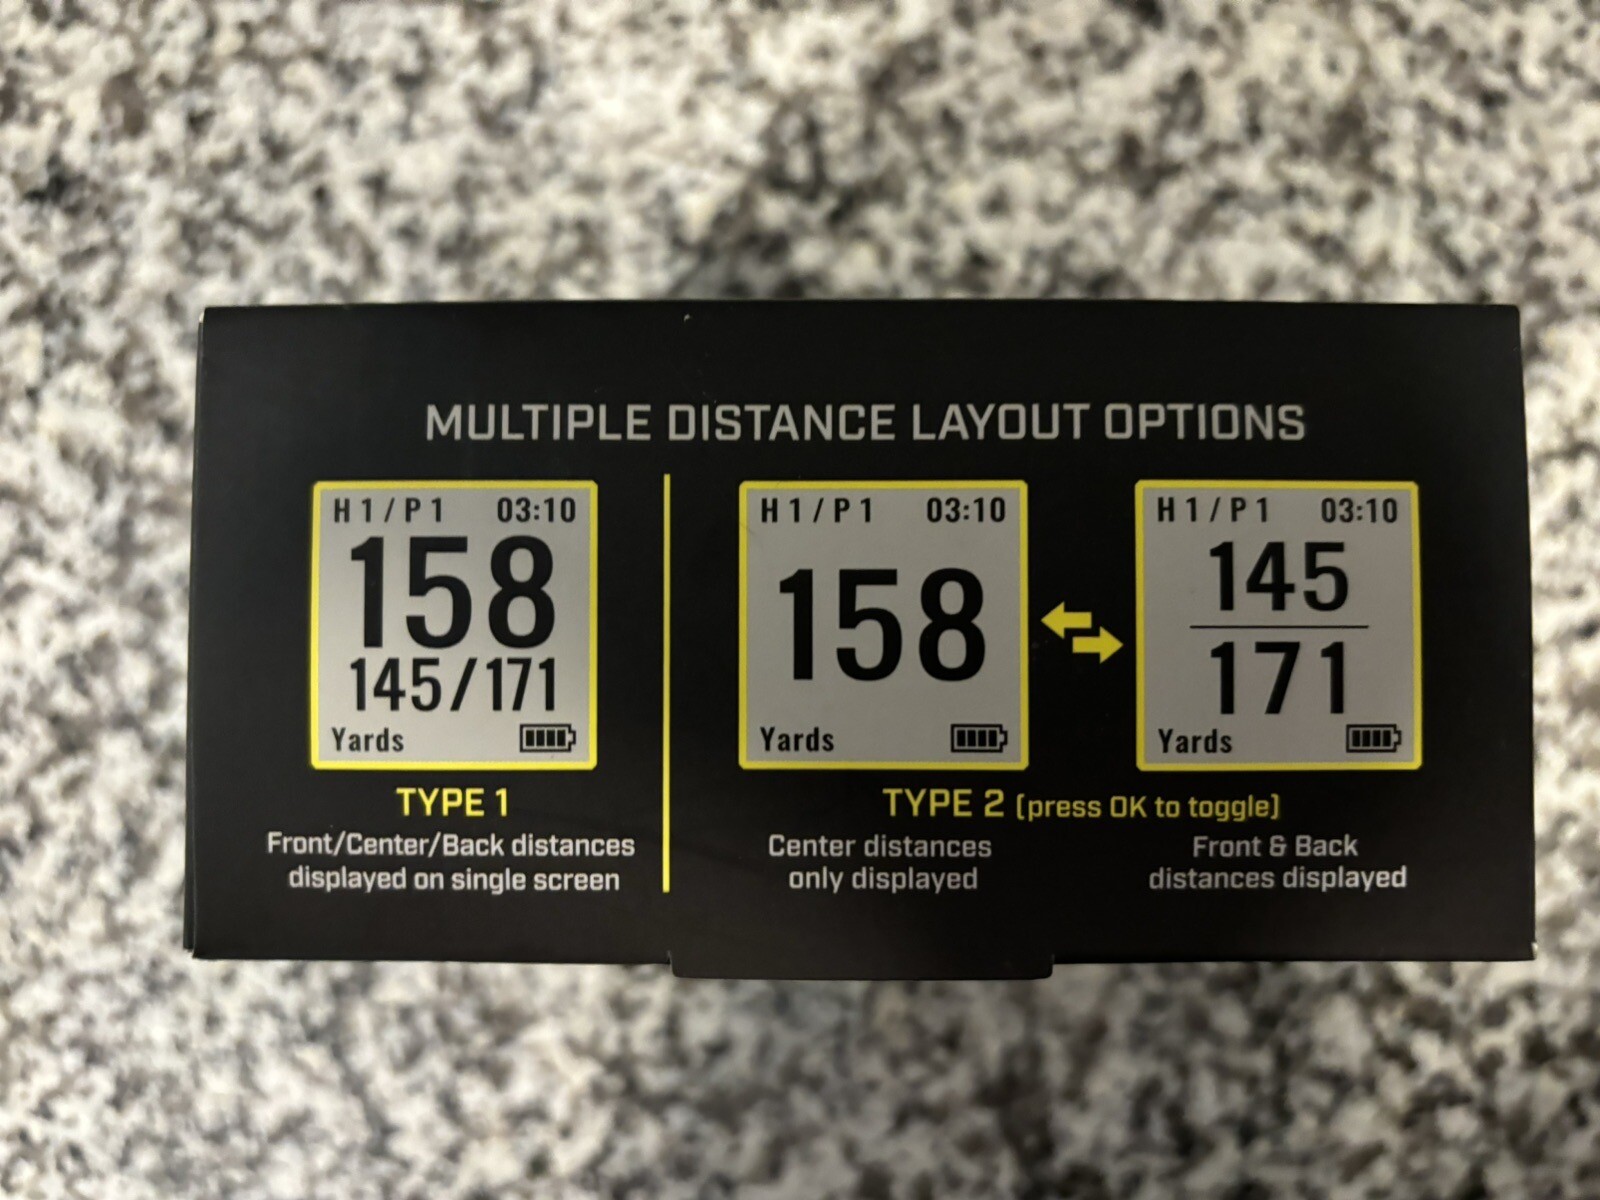 MULTIPLE DISTANCE LAYOUT OPTIONS
H1/P1 03:10
158
145/171
Yards
TYPE 1
Front/Center/Back distances
displayed on single screen
H1/P1 03:10
158
Yards
H1/P1 03:10
145
171
Yards
TYPE 2 (press OK to toggle)
Center distances
only displayed
Front & Back
distances displayed